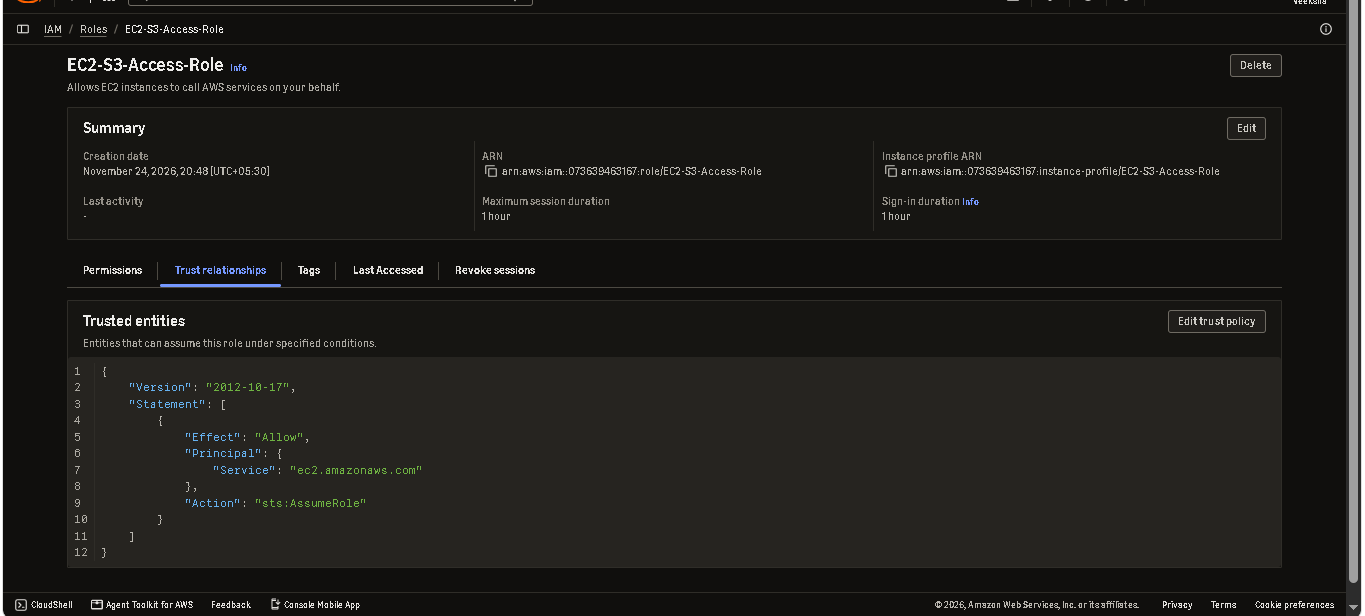 IAM / Roles / EC2-S3-Access-Role
EC2-S3-Access-Role Info
Delete
Allows EC2 instances to call AWS services on your behalf.
Summary
Edit
Creation date
November 24, 2026, 20:48 [UTC+05:30]
ARN
arn:aws:iam::073639463167:role/EC2-S3-Access-Role
Instance profile ARN
arn:aws:iam::073639463167:instance-profile/EC2-S3-Access-Role
Last activity
-
Maximum session duration
1 hour
Sign-in duration Info
1 hour
Permissions
Trust relationships
Tags
Last Accessed
Revoke sessions
Trusted entities
Edit trust policy
Entities that can assume this role under specified conditions.
1 {
2 "Version": "2012-10-17",
3 "Statement": [
4 {
5 "Effect": "Allow",
6 "Principal": {
7 "Service": "ec2.amazonaws.com"
8 },
9 "Action": "sts:AssumeRole"
10 }
11 ]
12 }
CloudShell
Agent Toolkit for AWS
Feedback
Console Mobile App
© 2026, Amazon Web Services, Inc. or its affiliates.
Privacy
Terms
Cookie preferences